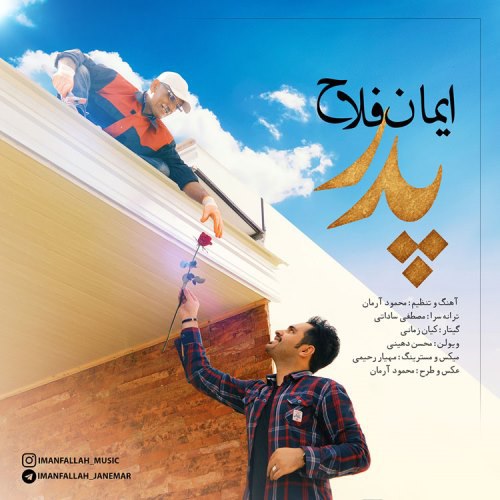 ایمان فلاح
پدر
آهنگ و تنظیم : محمود آرمان
ترانه سرا : مصطفی ساداتی
گیتار : کیان زمانی
ویولن : محسن دهینی
میکس و مسترینگ : مهیار رحیمی
عکس و طرح : محمود آرمان
IMANFALLAH_MUSIC
IMANFALLAH_JANEMAR